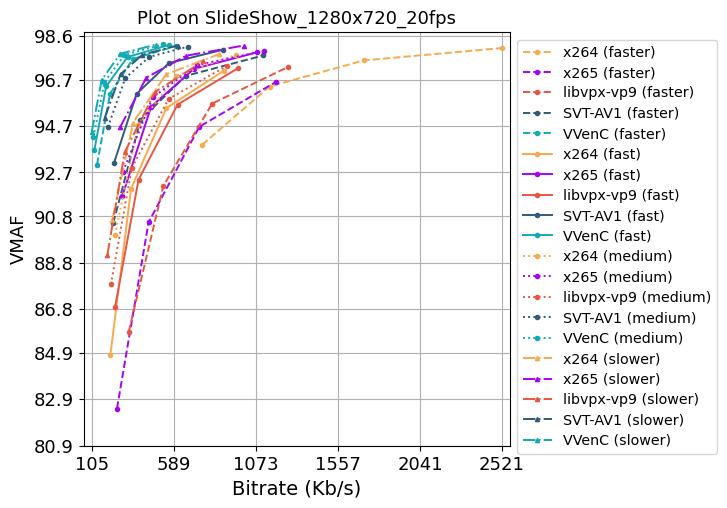 Plot on SlideShow_1280x720_20fps
98.6
96.7
94.7
92.7
90.8
88.8
86.8
84.9
82.9
80.9
VMAF
105
589
1073
1557
2041
2521
Bitrate (Kb/s)
x264 (faster)
x265 (faster)
libvpx-vp9 (faster)
SVT-AV1 (faster)
VVenC (faster)
x264 (fast)
x265 (fast)
libvpx-vp9 (fast)
SVT-AV1 (fast)
VVenC (fast)
x264 (medium)
x265 (medium)
libvpx-vp9 (medium)
SVT-AV1 (medium)
VVenC (medium)
x264 (slower)
x265 (slower)
libvpx-vp9 (slower)
SVT-AV1 (slower)
VVenC (slower)